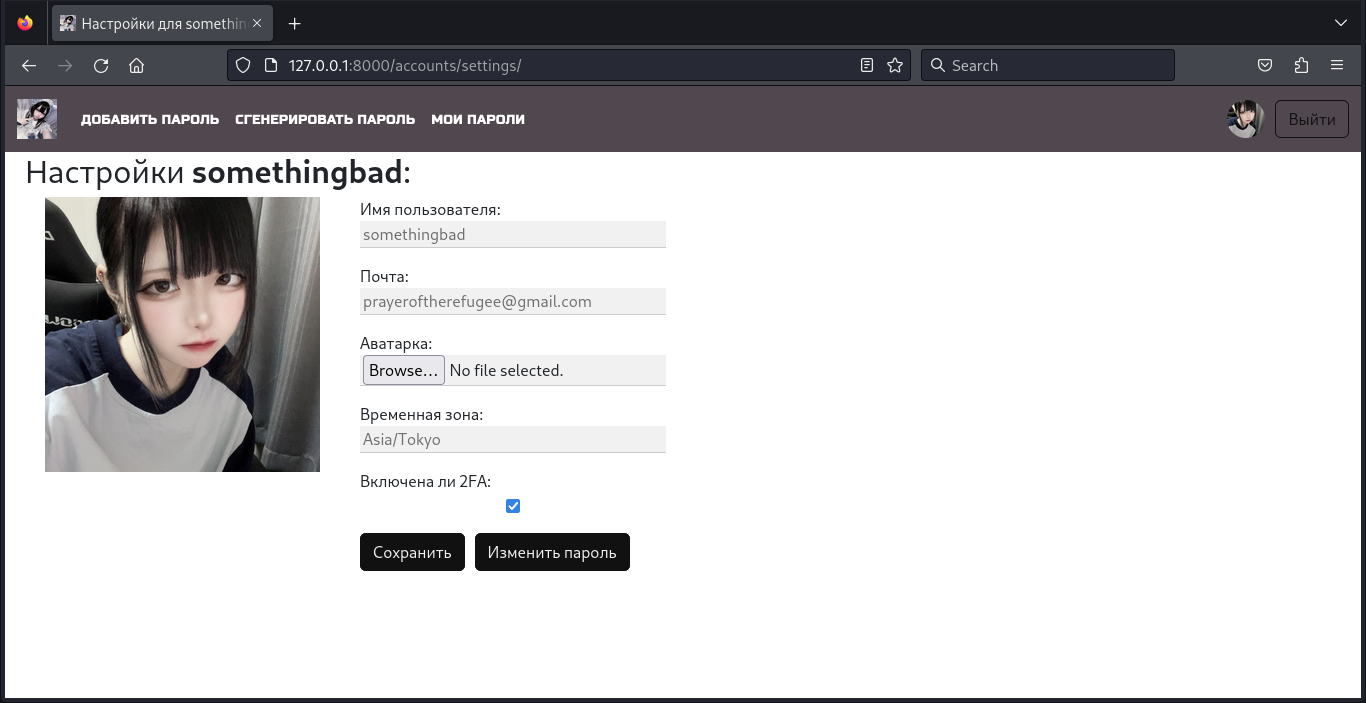 Настройки для somethin
127.0.0.1:8000/accounts/settings/
Search
ДОБАВИТЬ ПАРОЛЬ СГЕНЕРИРОВАТЬ ПАРОЛЬ МОИ ПАРОЛИ
Выйти
Настройки somethingbad:
Имя пользователя:
somethingbad
Почта:
prayeroftherefugee@gmail.com
Аватарка:
Browse... No file selected.
Временная зона:
Asia/Tokyo
Включена ли 2FA:
Сохранить Изменить пароль